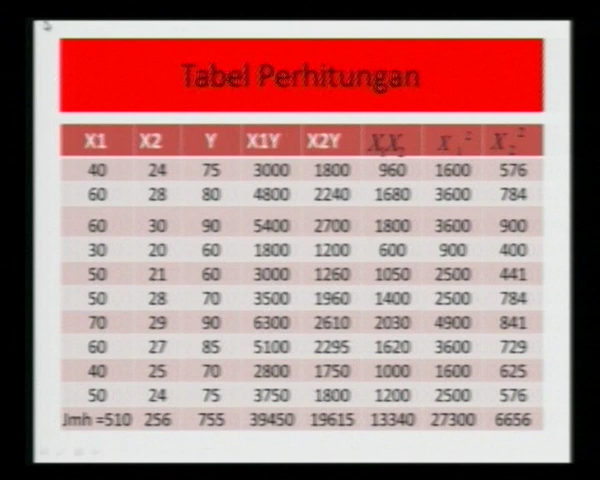 Tabel Perhitungan
X1 X2 Y X1Y X2Y X₁X₂ X₁² X₂²
40 24 75 3000 1800 960 1600 576
60 28 80 4800 2240 1680 3600 784
60 30 90 5400 2700 1800 3600 900
30 20 60 1800 1200 600 900 400
50 21 60 3000 1260 1050 2500 441
50 28 70 3500 1960 1400 2500 784
70 29 90 6300 2610 2030 4900 841
60 27 85 5100 2295 1620 3600 729
40 25 70 2800 1750 1000 1600 625
50 24 75 3750 1800 1200 2500 576
Jmh =510 256 755 39450 19615 13340 27300 6656